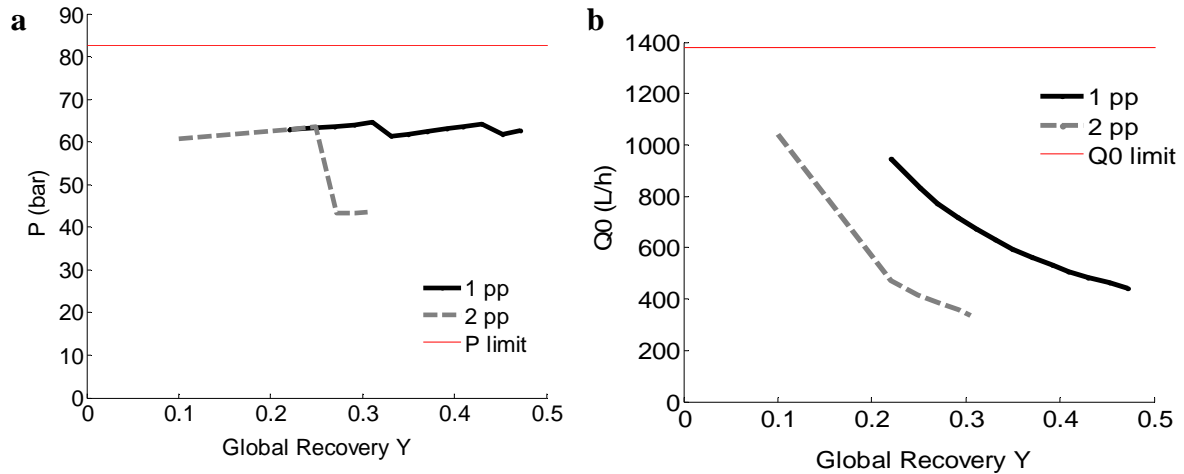 a
90
80
70
60
50
40
30
20
10
0
P (bar)
1 pp
2 pp
P limit
0 0.1 0.2 0.3 0.4 0.5
Global Recovery Y
b
1400
1200
1000
800
600
400
200
0
Q0 (L/h)
1 pp
2 pp
Q0 limit
0 0.1 0.2 0.3 0.4 0.5
Global Recovery Y